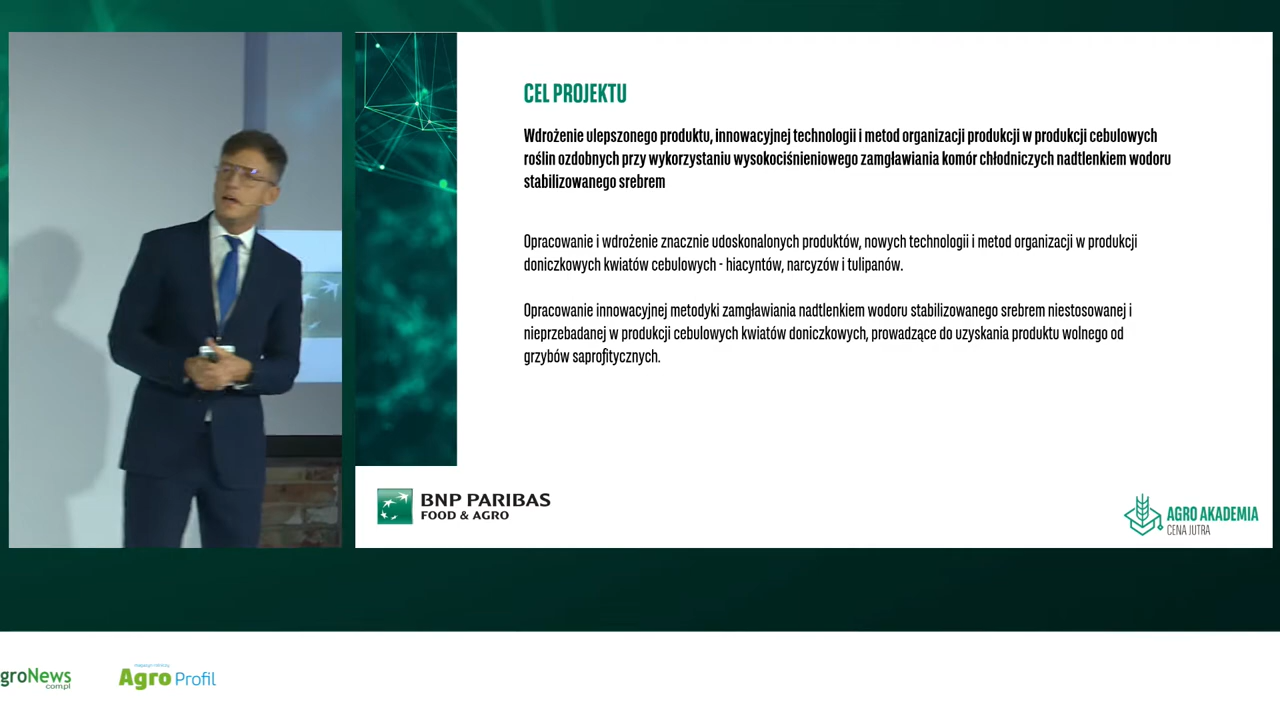 CEL PROJEKTU
Wdrożenie ulepszonego produktu, innowacyjnej technologii i metod organizacji produkcji w produkcji cebulowych
roślin ozdobnych przy wykorzystaniu wysokociśnieniowego zamgławiania komór chłodniczych nadtlenkiem wodoru
stabilizowanego srebrem
Opracowanie i wdrożenie znacznie udoskonalonych produktów, nowych technologii i metod organizacji w produkcji
doniczkowych kwiatów cebulowych - hiacyntów, narcyzów i tulipanów.
Opracowanie innowacyjnej metodyki zamgławiania nadtlenkiem wodoru stabilizowanego srebrem niestosowanej i
nieprzebadanej w produkcji cebulowych kwiatów doniczkowych, prowadzące do uzyskania produktu wolnego od
grzybów saprofitycznych.
BNP PARIBAS
FOOD & AGRO
AGRO AKADEMIA
CENA JUTRA
groNews
com.pl
Agro Profil